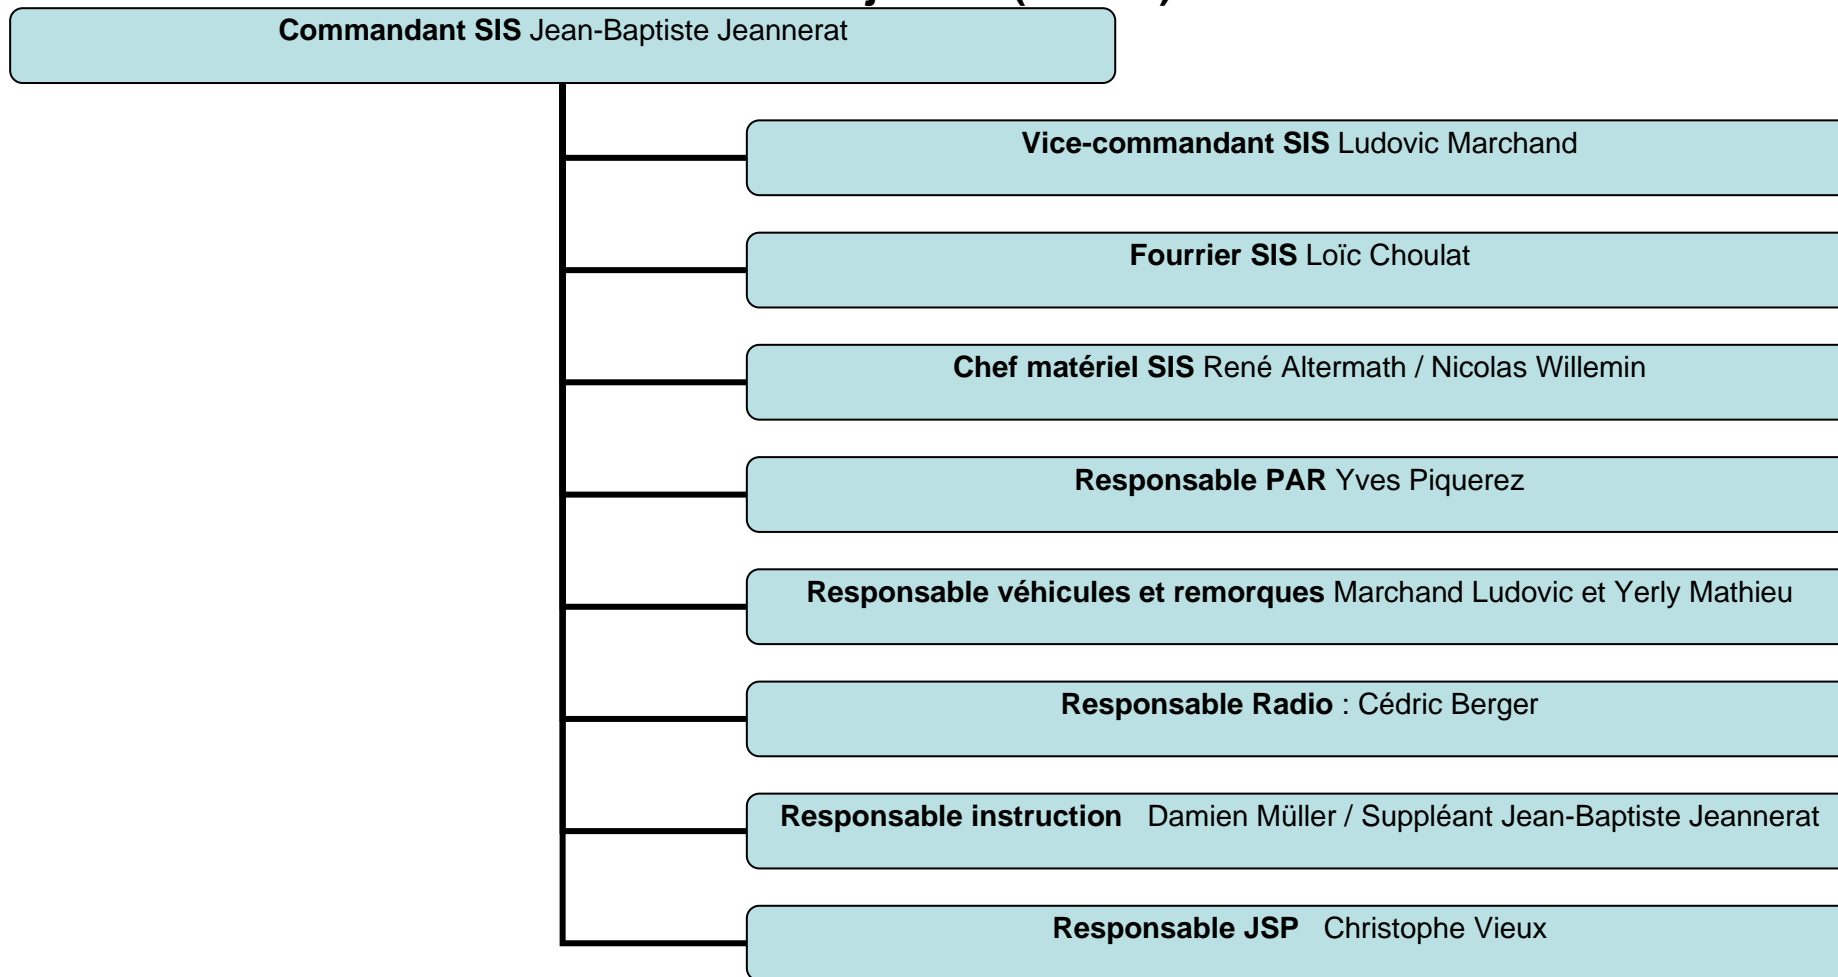 Commandant SIS Jean-Baptiste Jeannerat
Vice-commandant SIS Ludovic Marchand
Fourrier SIS Loïc Choulat
Chef matériel SIS René Altermath / Nicolas Willemin
Responsable PAR Yves Piquerez
Responsable véhicules et remorques Marchand Ludovic et Yerly Mathieu
Responsable Radio : Cédric Berger
Responsable instruction Damien Müller / Suppléant Jean-Baptiste Jeannerat
Responsable JSP Christophe Vieux